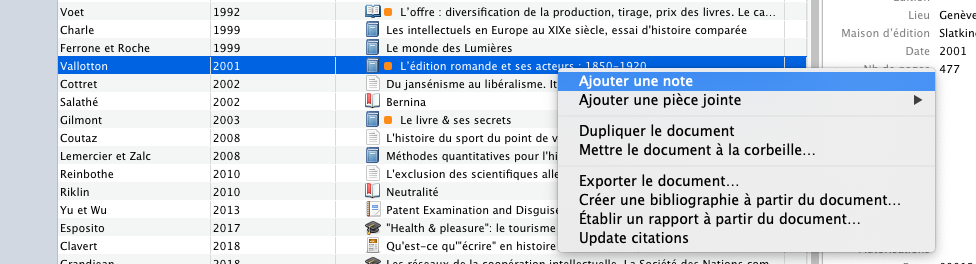 Édition
Voet 1992 L'offre : diversification de la production, tirage, prix des livres. Le ca... Lieu Genève
Charle 1999 Les intellectuels en Europe au XIXe siècle, essai d'histoire comparée Maison d'édition Slatkin
Ferrone et Roche 1999 Le monde des Lumières Date 2001
Vallotton 2001 L'édition romande et ses acteurs : 1850-1920 Nb de pages 477
Cottret 2002 Du jansénisme au libéralisme. It
Salathé 2002 Bernina
Gilmont 2003 Le livre & ses secrets
Coutaz 2008 L'histoire du sport du point de v
Lemercier et Zalc 2008 Méthodes quantitatives pour l'hi
Reinbothe 2010 L'exclusion des scientifiques alle
Riklin 2010 Neutralité
Yu et Wu 2013 Patent Examination and Disguise
Esposito 2017 "Health & pleasure": le tourisme
Clavert 2018 Qu'est-ce qu'"écrire" en histoire
Grandjean 2018 Les réseaux de la coopération intellectuelle. La Société des Nations com...
Ajouter une note
Ajouter une pièce jointe
Dupliquer le document
Mettre le document à la corbeille...
Exporter le document...
Créer une bibliographie à partir du document...
Établir un rapport à partir du document...
Update citations